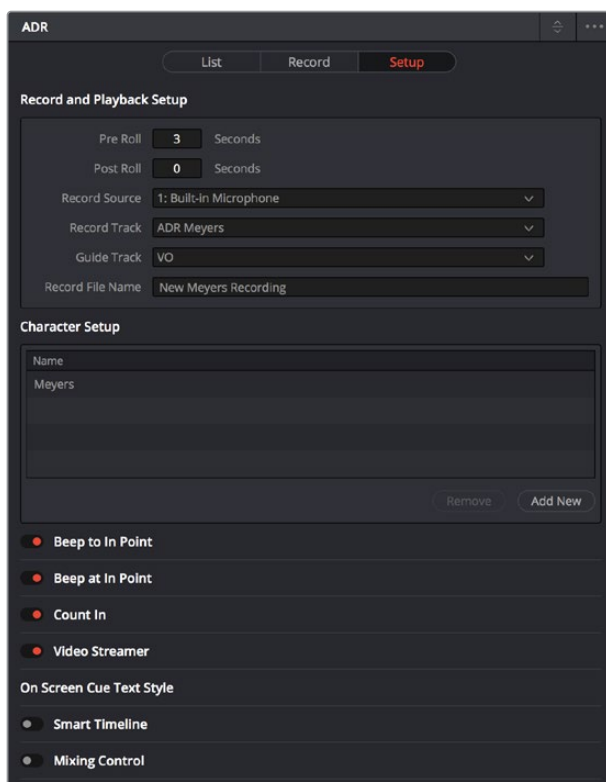 ADR
List Record Setup
Record and Playback Setup
Pre Roll 3 Seconds
Post Roll 0 Seconds
Record Source 1: Built-in Microphone
Record Track ADR Meyers
Guide Track VO
Record File Name New Meyers Recording
Character Setup
Name
Meyers
Remove Add New
Beep to In Point
Beep at In Point
Count In
Video Streamer
On Screen Cue Text Style
Smart Timeline
Mixing Control